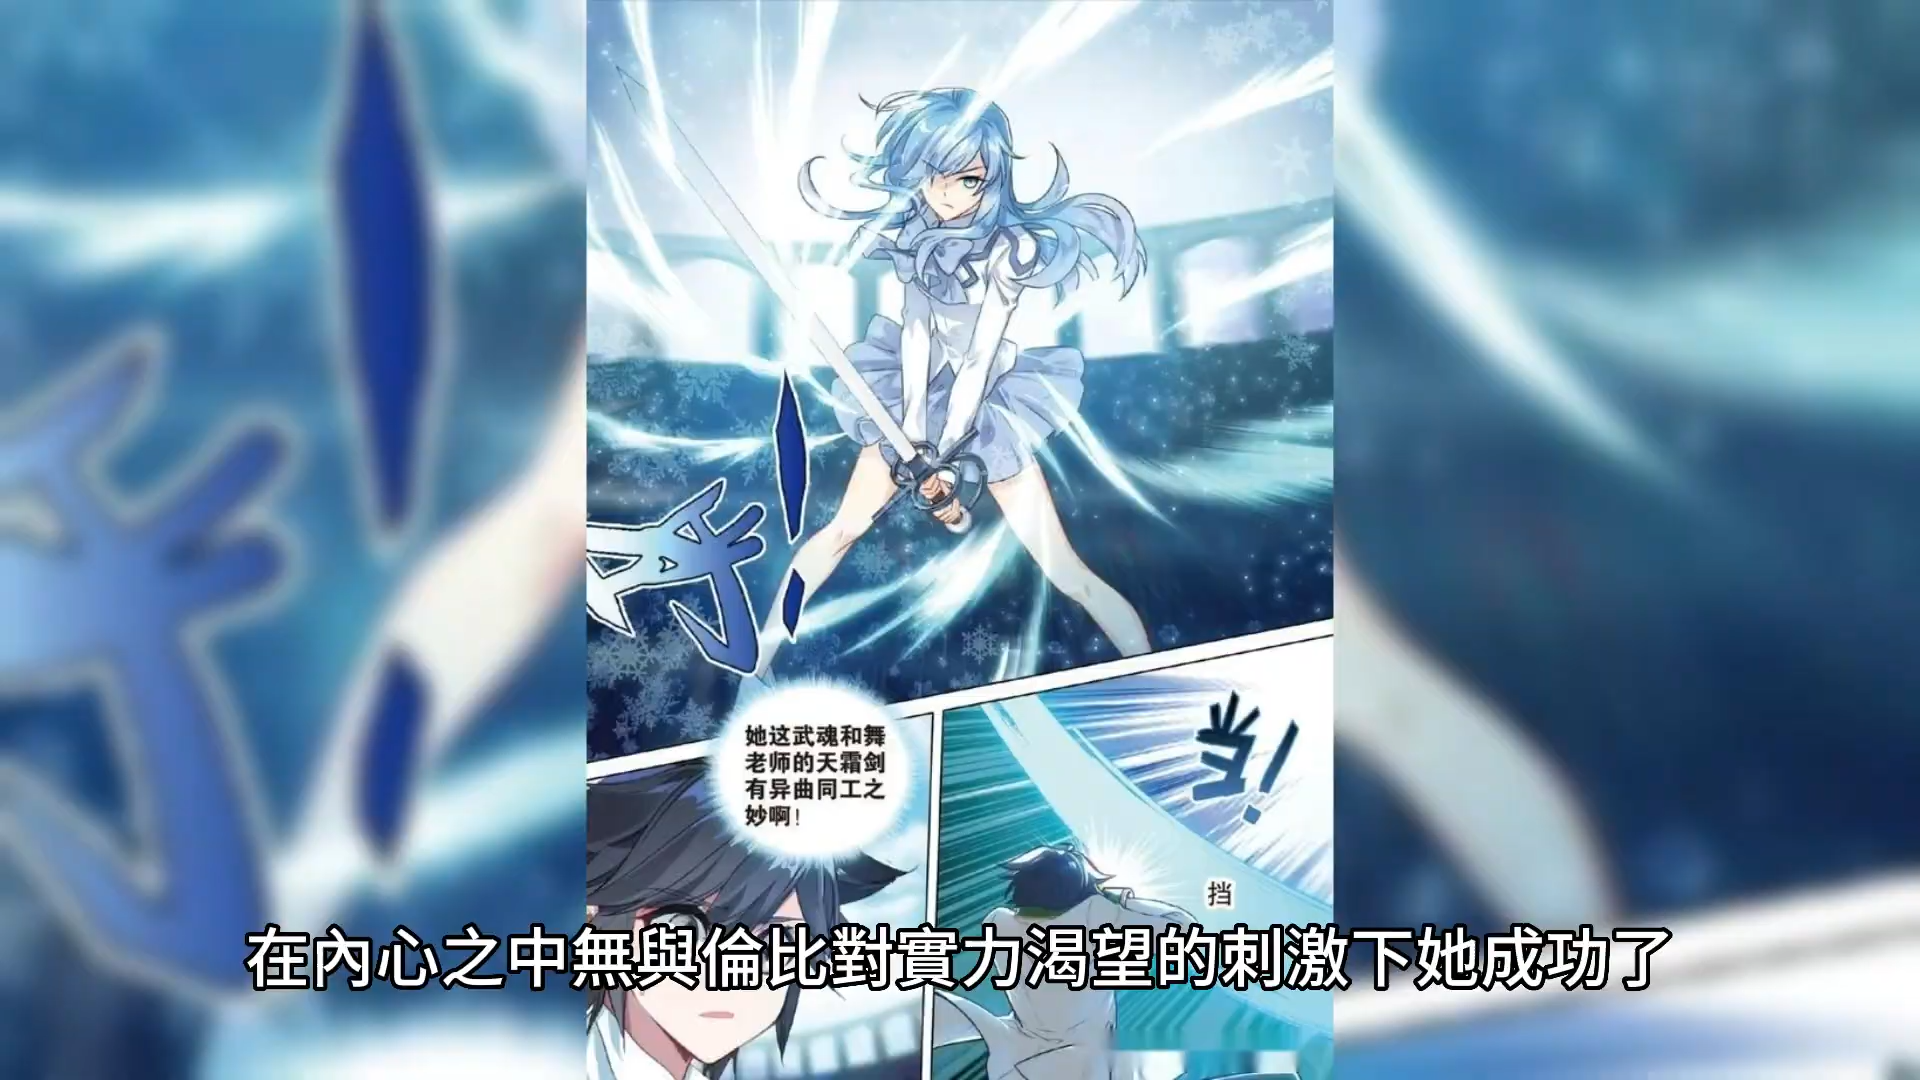 她这武魂和舞
老师的天霜剑
有异曲同工之
妙啊！
挡
在內心之中無與倫比對實力渴望的刺激下她成功了